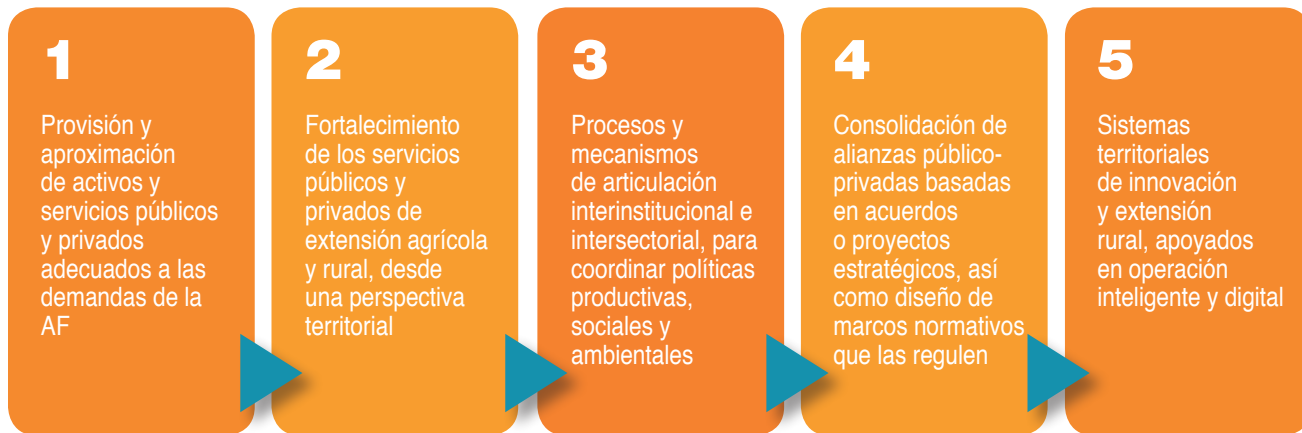 1
Provisión y
aproximación
de activos y
servicios públicos
y privados
adecuados a las
demandas de la
AF
2
Fortalecimiento
de los servicios
públicos y
privados de
extensión agrícola
y rural, desde
una perspectiva
territorial
3
Procesos y
mecanismos
de articulación
interinstitucional e
intersectorial, para
coordinar políticas
productivas,
sociales y
ambientales
4
Consolidación de
alianzas público-
privadas basadas
en acuerdos
o proyectos
estratégicos, así
como diseño de
marcos normativos
que las regulen
5
Sistemas
territoriales
de innovación
y extensión
rural, apoyados
en operación
inteligente y digital